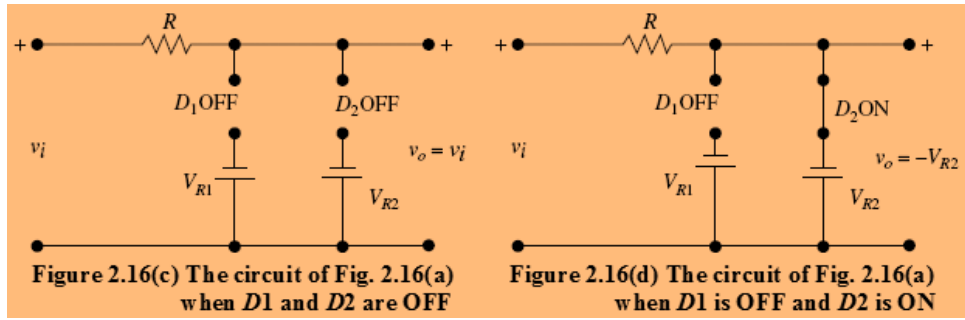 R
+ +
D1OFF D2OFF
vi
vo = vi
VR1
VR2
Figure 2.16(c) The circuit of Fig. 2.16(a)
when D1 and D2 are OFF
R
+ +
D1OFF
D2ON
vi
vo = −VR2
VR1
VR2
Figure 2.16(d) The circuit of Fig. 2.16(a)
when D1 is OFF and D2 is ON